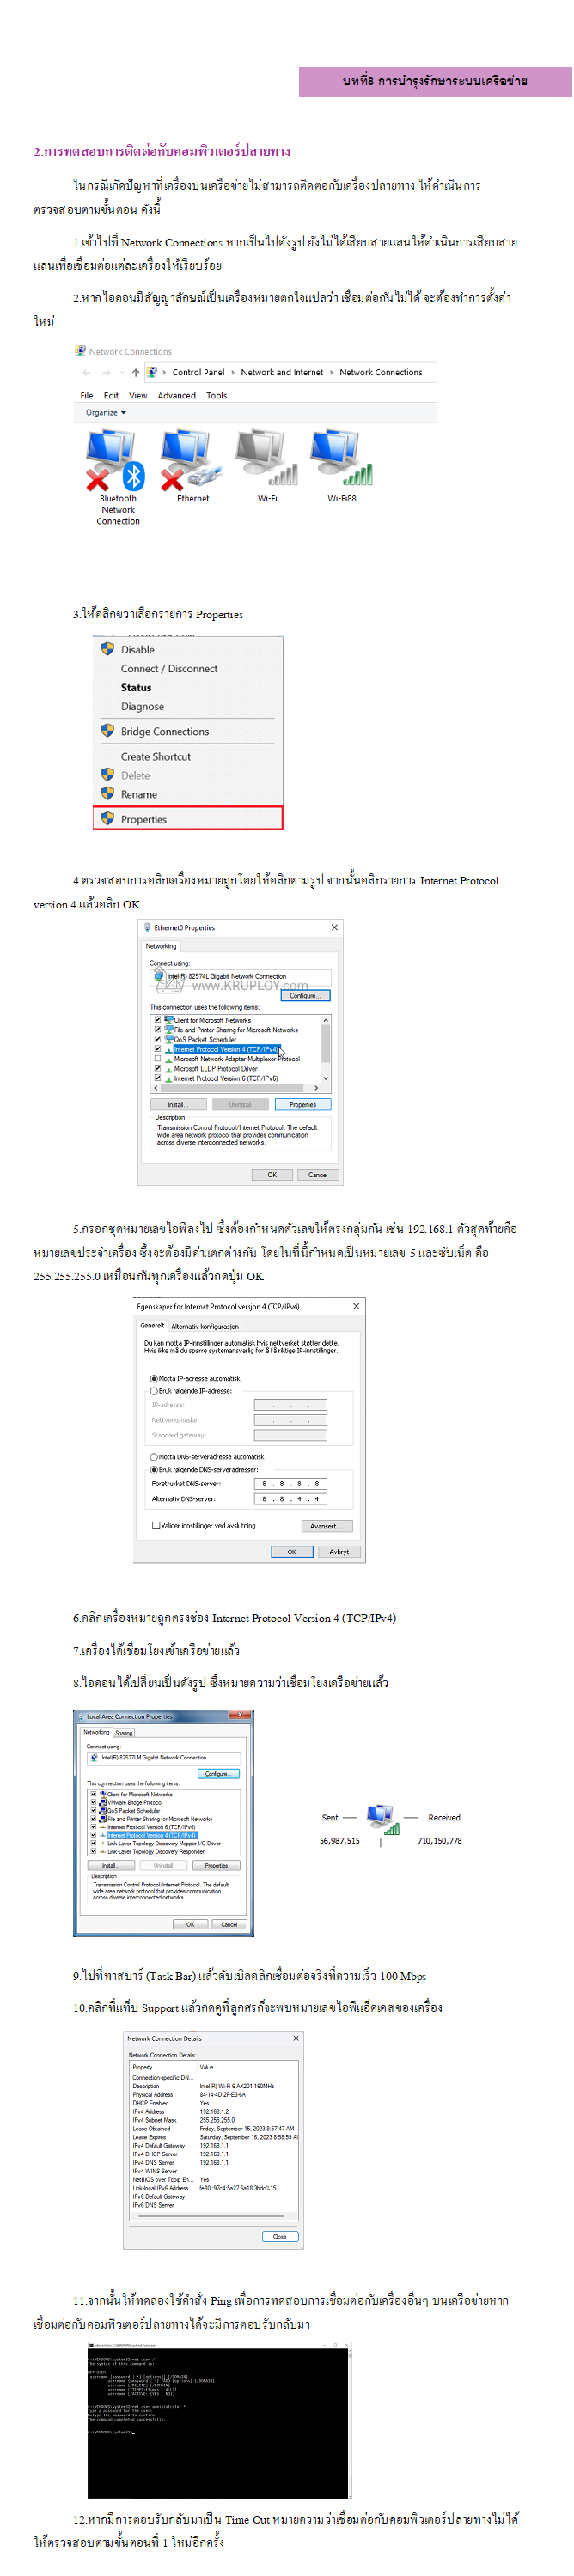 บทที่8 การบำรุงรักษาระบบเครือข่าย
2.การทดสอบการติดต่อกับคอมพิวเตอร์ปลายทาง
ในกรณีเกิดปัญหาที่เครื่องบนเครือข่ายไม่สามารถติดต่อกับเครื่องปลายทาง ให้ดำเนินการ
ตรวจสอบตามขั้นตอน ดังนี้
1.เข้าไปที่ Network Connections หากเป็นไปดังรูป ยังไม่ได้เสียบสายแลนให้ดำเนินการเสียบสาย
แลนเพื่อเชื่อมต่อแต่ละเครื่องให้เรียบร้อย
2.หากไอคอนมีสัญญาลักษณ์เป็นเครื่องหมายตกใจแปลว่า เชื่อมต่อกันไม่ได้ จะต้องทำการตั้งค่า
ใหม่
Network Connections
Control Panel > Network and Internet > Network Connections
File Edit View Advanced Tools
Organize
Bluetooth Network Connection
Ethernet
Wi-Fi
Wi-Fi88
3.ให้คลิกขวาเลือกรายการ Properties
Disable
Connect / Disconnect
Status
Diagnose
Bridge Connections
Create Shortcut
Delete
Rename
Properties
4.ตรวจสอบการคลิกเครื่องหมายถูกโดยให้คลิกตามรูป จากนั้นคลิกรายการ Internet Protocol
version 4 แล้วคลิก OK
Ethernet0 Properties
Networking
Connect using:
Intel(R) 82574L Gigabit Network Connection
www.KRUPLOY.com
Configure...
This connection uses the following items:
Client for Microsoft Networks
File and Printer Sharing for Microsoft Networks
QoS Packet Scheduler
Internet Protocol Version 4 (TCP/IPv4)
Microsoft Network Adapter Multiplexor Protocol
Microsoft LLDP Protocol Driver
Internet Protocol Version 6 (TCP/IPv6)
Install... Uninstall Properties
Description
Transmission Control Protocol/Internet Protocol. The default
wide area network protocol that provides communication
across diverse interconnected networks.
OK Cancel
5.กรอกชุดหมายเลขไอพีลงไป ซึ่งต้องกำหนดตัวเลขให้ตรงกลุ่มกัน เช่น 192.168.1 ตัวสุดท้ายคือ
หมายเลขประจำเครื่อง ซึ่งจะต้องมีค่าแตกต่างกัน โดยในที่นี้กำหนดเป็นหมายเลข 5 และซับเน็ต คือ
255.255.255.0 เหมือนกันทุกเครื่องแล้วกดปุ่ม OK
Egenskaper for Internet Protocol versjon 4 (TCP/IPv4)
Generelt Alternativ konfigurasjon
Du kan motta IP-innstillinger automatisk hvis nettverket støtter dette.
Hvis ikke må du spørre systemansvarlig for å få riktige IP-innstillinger.
Motta IP-adresse automatisk
Bruk følgende IP-adresse:
IP-adresse:
Nettverksmaske:
Standard gateway:
Motta DNS-serveradresse automatisk
Bruk følgende DNS-serveradresser:
Foretrukket DNS-server: 8 . 8 . 8 . 8
Alternativ DNS-server: 8 . 8 . 4 . 4
Valider innstillinger ved avslutning
Avansert...
OK Avbryt
6.คลิกเครื่องหมายถูกตรงช่อง Internet Protocol Version 4 (TCP/IPv4)
7.เครื่องได้เชื่อมโยงเข้าเครือข่ายแล้ว
8.ไอคอนได้เปลี่ยนเป็นดังรูป ซึ่งหมายความว่าเชื่อมโยงเครือข่ายแล้ว
Local Area Connection Properties
Networking Sharing
Connect using:
Intel(R) 82577LM Gigabit Network Connection
Configure...
This connection uses the following items:
Client for Microsoft Networks
VMware Bridge Protocol
QoS Packet Scheduler
File and Printer Sharing for Microsoft Networks
Internet Protocol Version 6 (TCP/IPv6)
Internet Protocol Version 4 (TCP/IPv4)
Link-Layer Topology Discovery Mapper I/O Driver
Link-Layer Topology Discovery Responder
Install... Uninstall Properties
Description
Transmission Control Protocol/Internet Protocol. The default
wide area network protocol that provides communication
across diverse interconnected networks.
OK Cancel
Sent — — Received
56,987,515 | 710,150,778
9.ไปที่ทาสบาร์ (Task Bar) แล้วดับเบิลคลิกเชื่อมต่อจริงที่ความเร็ว 100 Mbps
10.คลิกที่แท็บ Support แล้วกดดูที่ลูกศรก็จะพบหมายเลขไอพีแอ็ดเดสของเครื่อง
Network Connection Details
Network Connection Details:
Property Value
Connection-specific DN...
Description Intel(R) Wi-Fi 6 AX201 160MHz
Physical Address 84-14-4D-2F-E3-6A
DHCP Enabled Yes
IPv4 Address 192.168.1.2
IPv4 Subnet Mask 255.255.255.0
Lease Obtained Friday, September 15, 2023 8:57:47 AM
Lease Expires Saturday, September 16, 2023 8:58:59 AM
IPv4 Default Gateway 192.168.1.1
IPv4 DHCP Server 192.168.1.1
IPv4 DNS Server 192.168.1.1
IPv4 WINS Server
NetBIOS over Tcpip En... Yes
Link-local IPv6 Address
IPv6 Default Gateway
IPv6 DNS Server
Close
11.จากนั้นให้ทดลองใช้คำสั่ง Ping เพื่อการทดสอบการเชื่อมต่อกับเครื่องอื่นๆ บนเครือข่ายหาก
เชื่อมต่อกับคอมพิวเตอร์ปลายทางได้จะมีการตอบรับกลับมา
The syntax of this command is:
NET USER
Type a password for the user:
Retype the password to confirm:
The command completed successfully.
12.หากมีการตอบรับกลับมาเป็น Time Out หมายความว่าเชื่อมต่อกับคอมพิวเตอร์ปลายทางไม่ได้
ให้ตรวจสอบตามขั้นตอนที่ 1 ใหม่อีกครั้ง